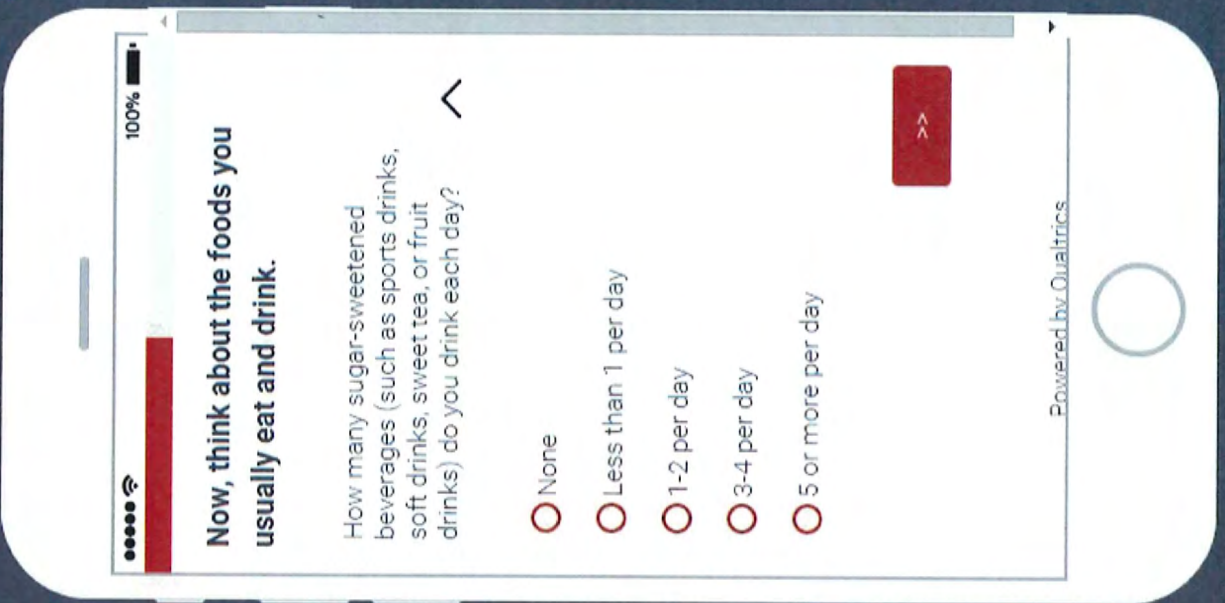 100%
Now, think about the foods you
usually eat and drink.
How many sugar-sweetened
beverages (such as sports drinks,
soft drinks, sweet tea, or fruit
drinks) do you drink each day?
None
Less than 1 per day
1-2 per day
3-4 per day
5 or more per day
>>
Powered by Qualtrics